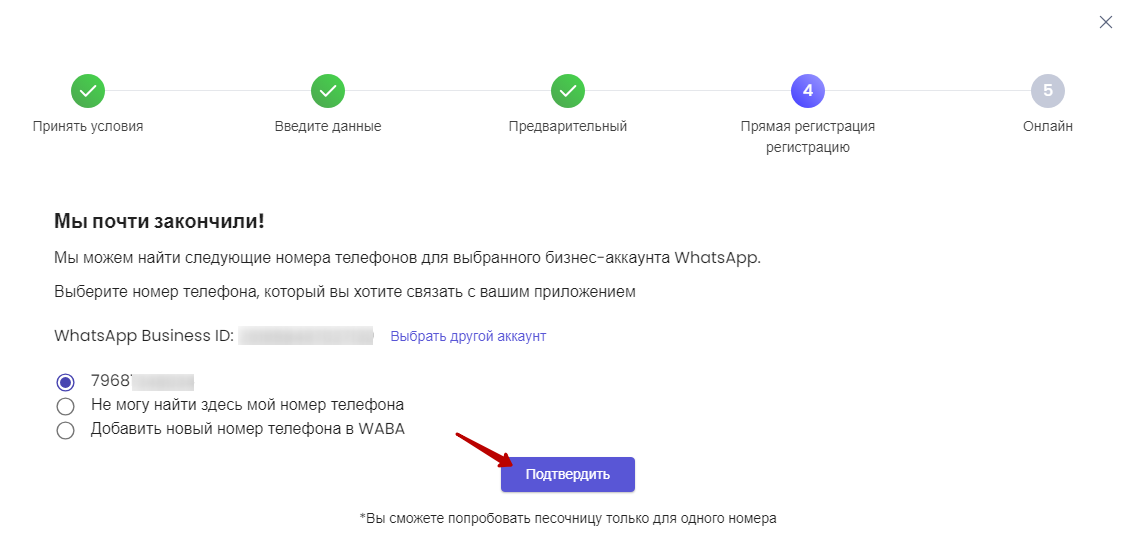 4
5
Принять условия
Введите данные
Предварительный
Прямая регистрация
регистрацию
Онлайн
Мы почти закончили!
Мы можем найти следующие номера телефонов для выбранного бизнес-аккаунта WhatsApp.
Выберите номер телефона, который вы хотите связать с вашим приложением
WhatsApp Business ID: Выбрать другой аккаунт
7968
Не могу найти здесь мой номер телефона
Добавить новый номер телефона в WABA
Подтвердить
*Вы сможете попробовать песочницу только для одного номера